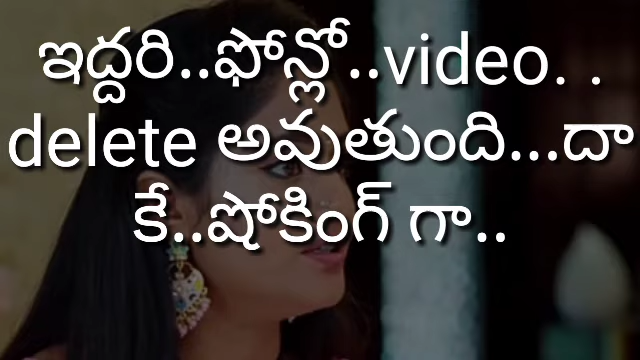 ఇద్దరి..ఫోన్లో..video. .
delete అవుతుంది...దా
కే..షోకింగ్ గా..